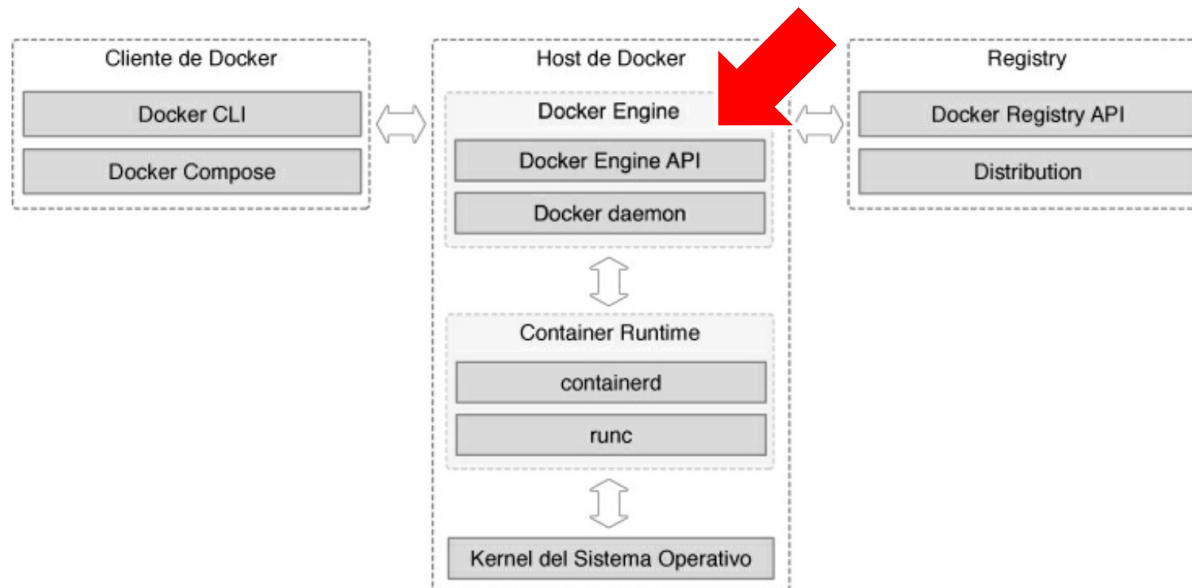 Cliente de Docker
Docker CLI
Docker Compose
Host de Docker
Docker Engine
Docker Engine API
Docker daemon
Container Runtime
containerd
runc
Kernel del Sistema Operativo
Registry
Docker Registry API
Distribution